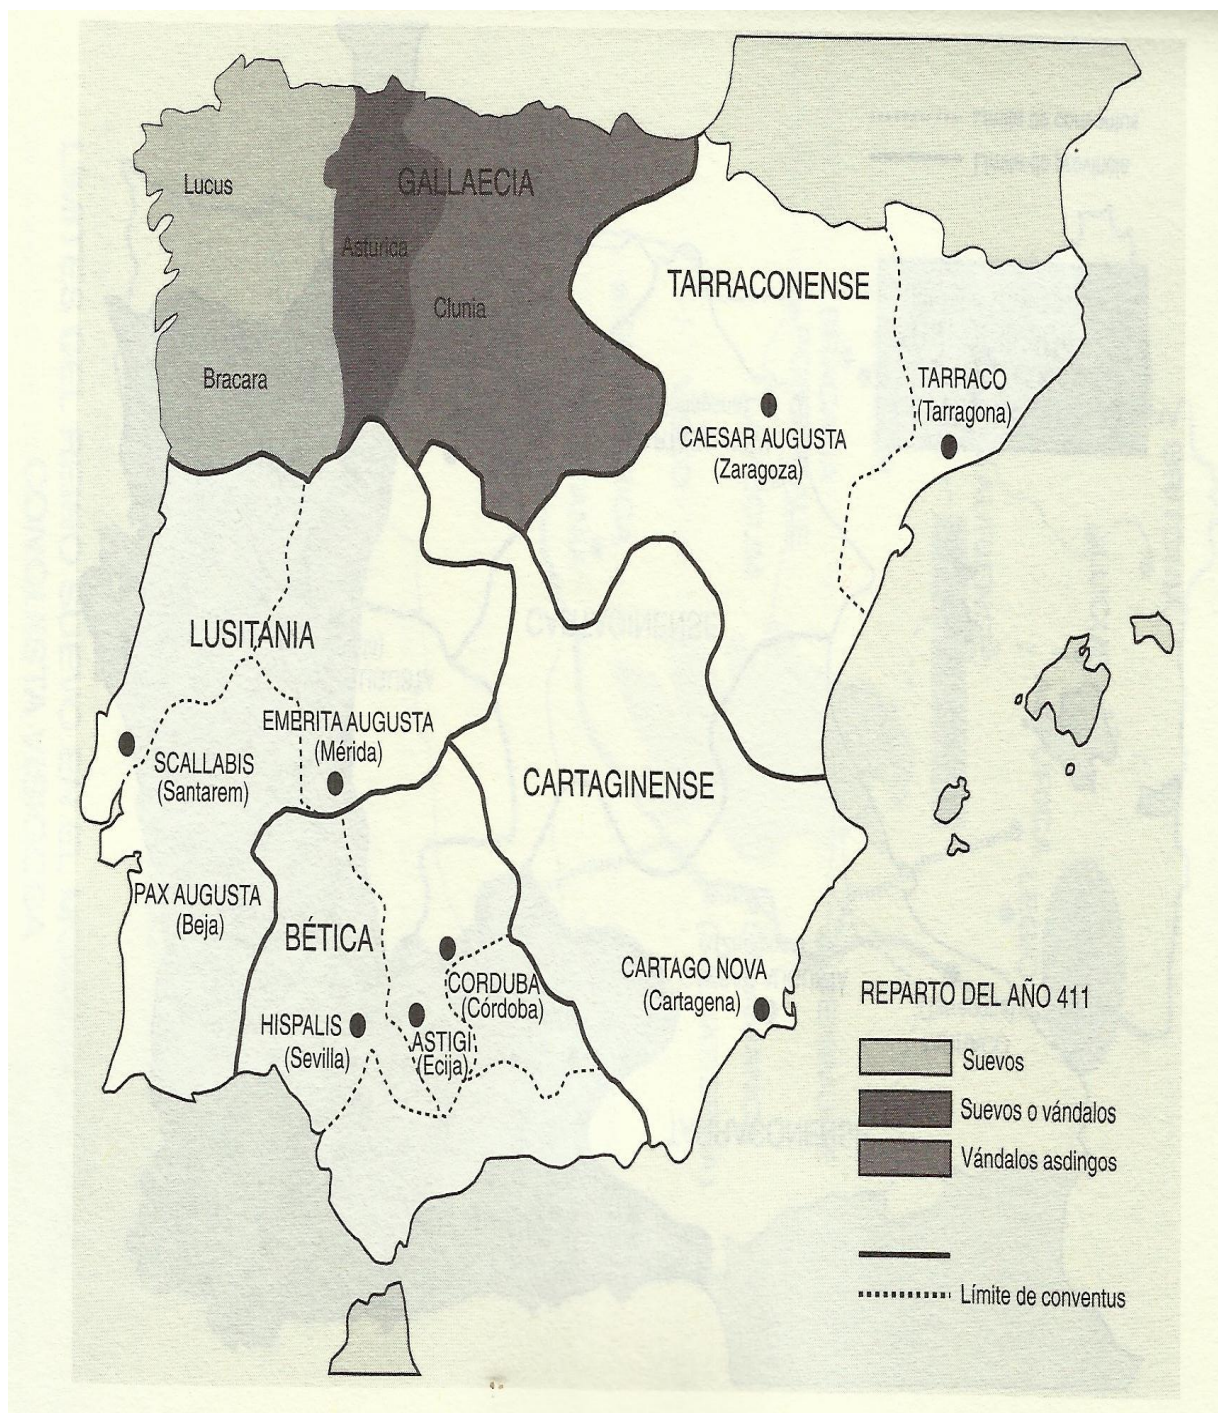 Lucus
GALLAECIA
Asturica
Clunia
Bracara
TARRACONENSE
TARRACO
(Tarragona)
CAESAR AUGUSTA
(Zaragoza)
LUSITANIA
EMERITA AUGUSTA
(Mérida)
SCALLABIS
(Santarem)
CARTAGINENSE
PAX AUGUSTA
(Beja)
BÉTICA
CORDUBA
(Córdoba)
HISPALIS
(Sevilla)
ASTIGI
(Ecija)
CARTAGO NOVA
(Cartagena)
REPARTO DEL AÑO 411
Suevos
Suevos o vándalos
Vándalos asdingos
Límite de conventus